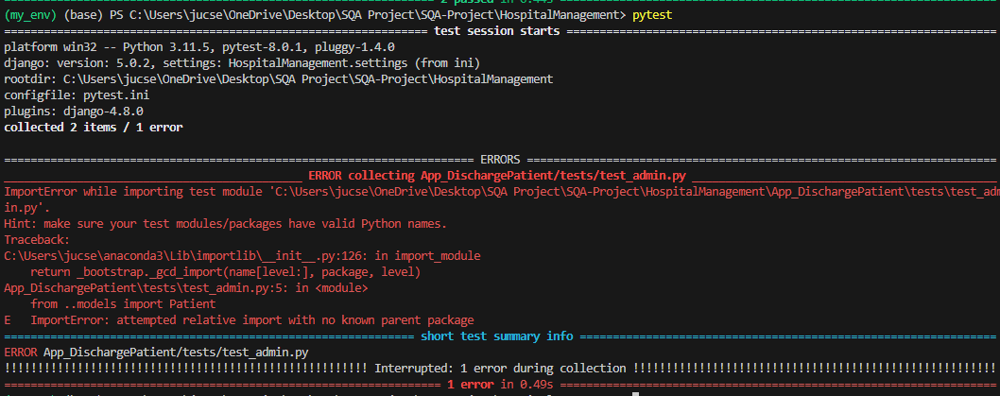 2 passed in 0.44s
(my_env) (base) PS C:\Users\jucse\OneDrive\Desktop\SQA Project\SQA-Project\HospitalManagement> pytest
================================ test session starts ================================
platform win32 -- Python 3.11.5, pytest-8.0.1, pluggy-1.4.0
django: version: 5.0.2, settings: HospitalManagement.settings (from ini)
rootdir: C:\Users\jucse\OneDrive\Desktop\SQA Project\SQA-Project\HospitalManagement
configfile: pytest.ini
plugins: django-4.8.0
collected 2 items / 1 error
================================ ERRORS ================================
________________ ERROR collecting App_DischargePatient/tests/test_admin.py ________________
ImportError while importing test module 'C:\Users\jucse\OneDrive\Desktop\SQA Project\SQA-Project\HospitalManagement\App_DischargePatient\tests\test_adm
in.py'.
Hint: make sure your test modules/packages have valid Python names.
Traceback:
C:\Users\jucse\anaconda3\Lib\importlib\__init__.py:126: in import_module
    return _bootstrap._gcd_import(name[level:], package, level)
App_DischargePatient\tests\test_admin.py:5: in <module>
    from ..models import Patient
E   ImportError: attempted relative import with no known parent package
================================ short test summary info ================================
ERROR App_DischargePatient/tests/test_admin.py
!!!!!!!!!!!!!!!!!!!!!!!!!!!!!!!! Interrupted: 1 error during collection !!!!!!!!!!!!!!!!!!!!!!!!!!!!!!!!
================================ 1 error in 0.49s ================================